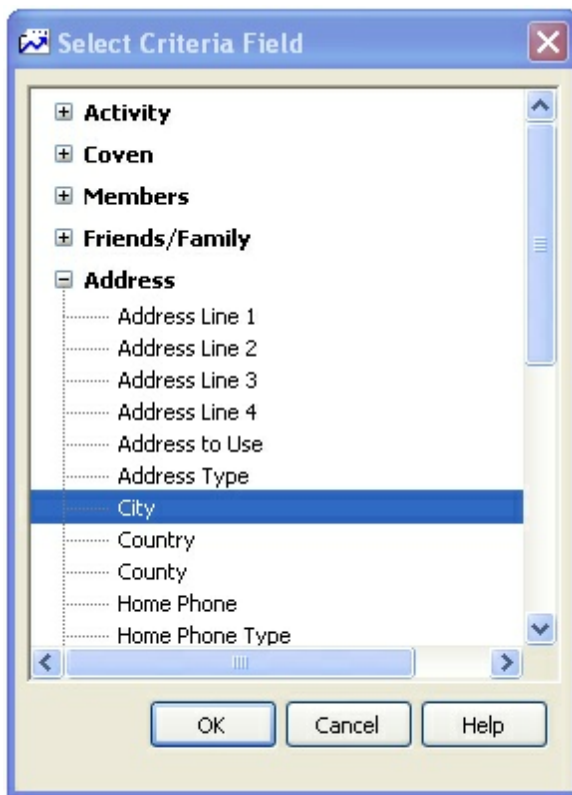 Select Criteria Field
Activity
Coven
Members
Friends/Family
Address
Address Line 1
Address Line 2
Address Line 3
Address Line 4
Address to Use
Address Type
City
Country
County
Home Phone
Home Phone Type
OK Cancel Help